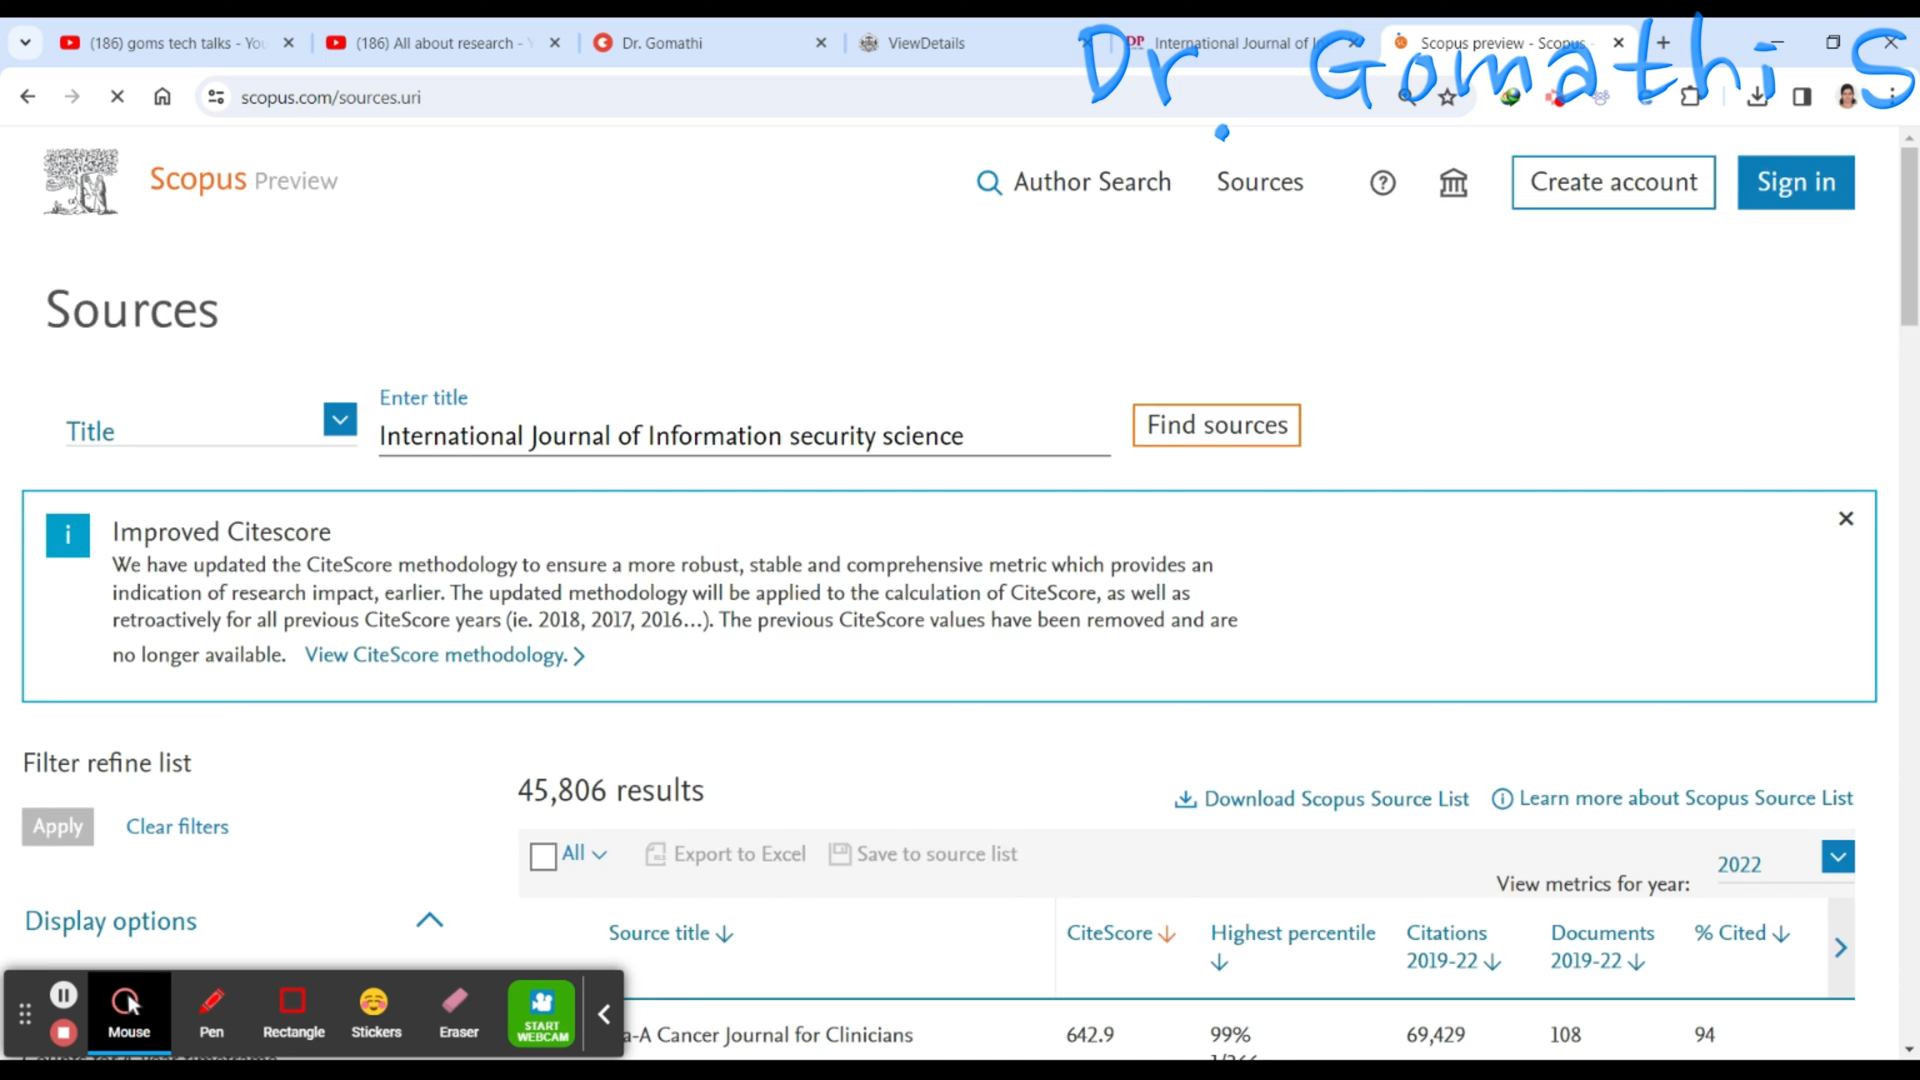 (186) goms tech talks - You
(186) All about research - Y
Dr. Gomathi
ViewDetails
International Journal of I
Scopus preview - Scopus -
Dr. Gomathi S
scopus.com/sources.uri
Scopus Preview
Author Search
Sources
Create account
Sign in
Sources
Title
Enter title
International Journal of Information security science
Find sources
i
Improved Citescore
We have updated the CiteScore methodology to ensure a more robust, stable and comprehensive metric which provides an
indication of research impact, earlier. The updated methodology will be applied to the calculation of CiteScore, as well as
retroactively for all previous CiteScore years (ie. 2018, 2017, 2016...). The previous CiteScore values have been removed and are
no longer available. View CiteScore methodology. >
Filter refine list
Apply
Clear filters
45,806 results
Download Scopus Source List
Learn more about Scopus Source List
All
Export to Excel
Save to source list
View metrics for year:
2022
Display options
Source title
CiteScore
Highest percentile
Citations
2019-22
Documents
2019-22
% Cited
a-A Cancer Journal for Clinicians
642.9
99%
69,429
108
94
Mouse
Pen
Rectangle
Stickers
Eraser
START
WEBCAM